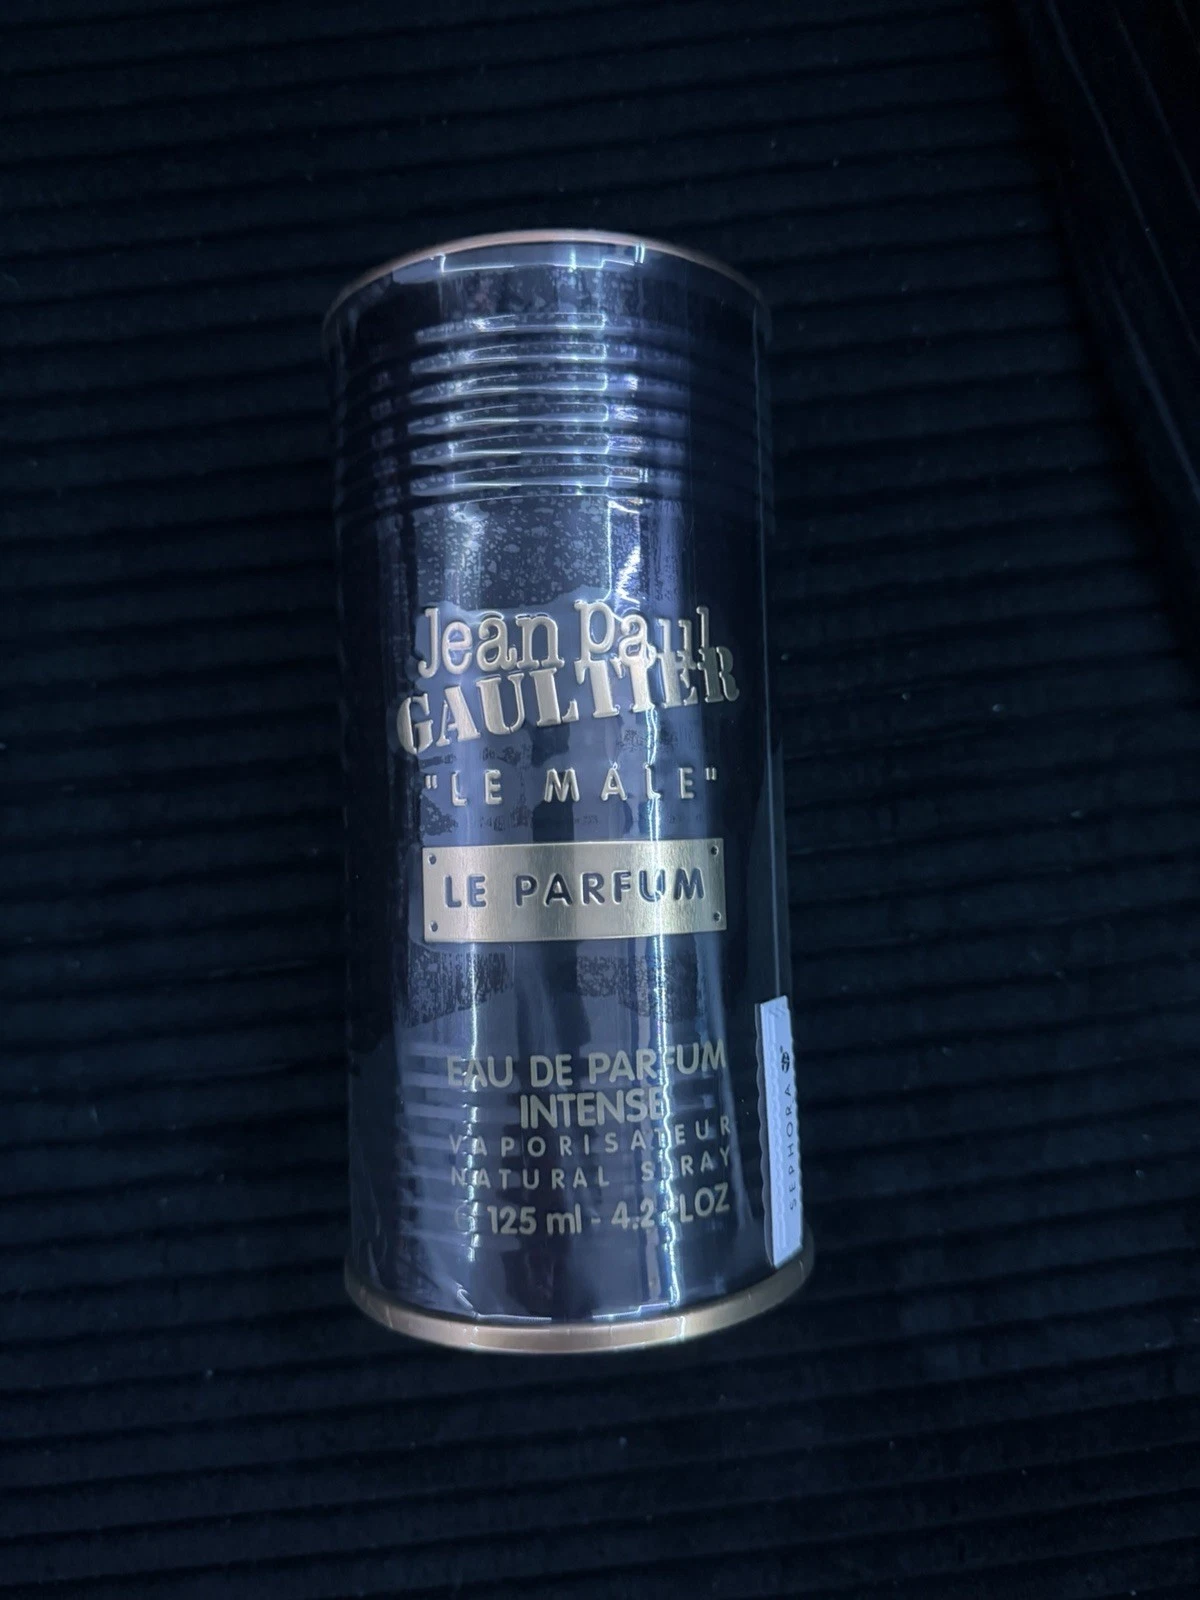 Jean Paul
GAULTIER
"LE MALE"
LE PARFUM
EAU DE PARFUM
INTENSE
VAPORISATEUR
NATURAL SPRAY
℮ 125 ml - 4.2 FL.OZ
SEPHORA